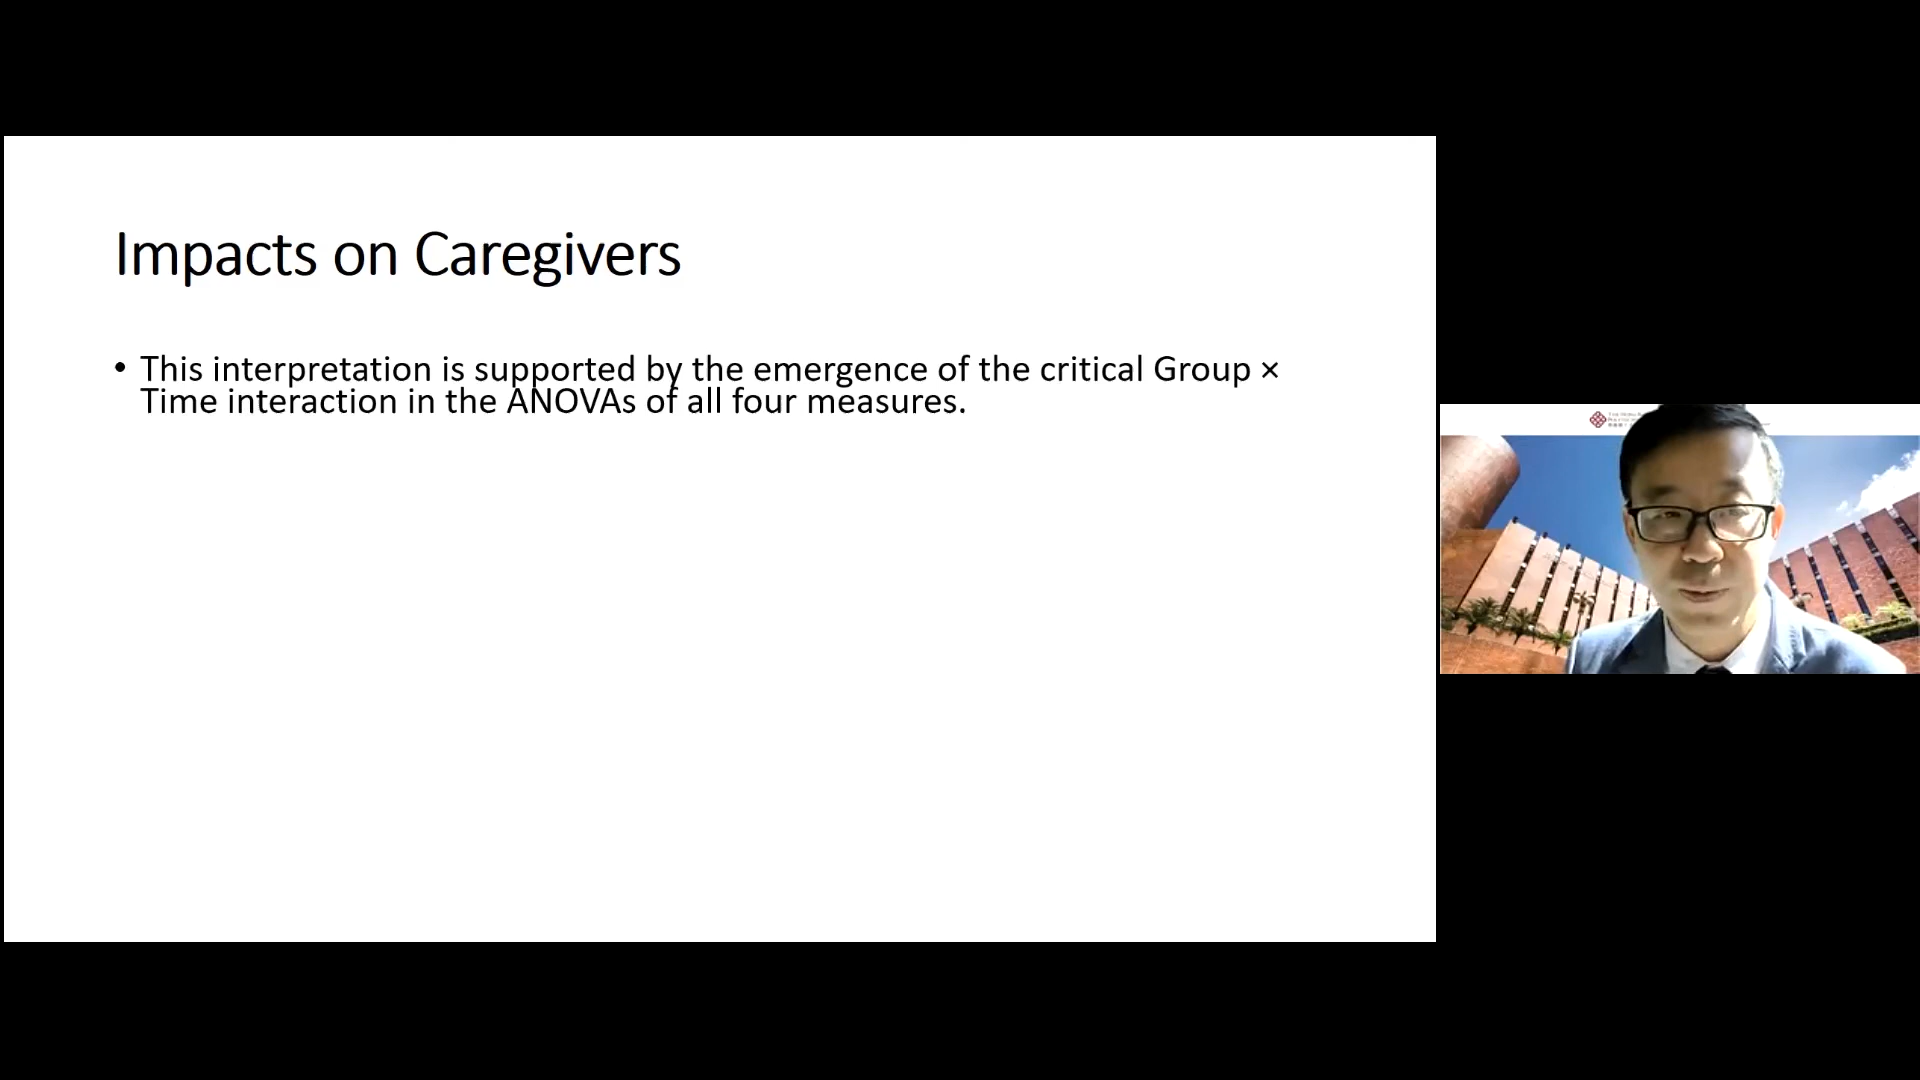 Impacts on Caregivers
• This interpretation is supported by the emergence of the critical Group ×
Time interaction in the ANOVAs of all four measures.